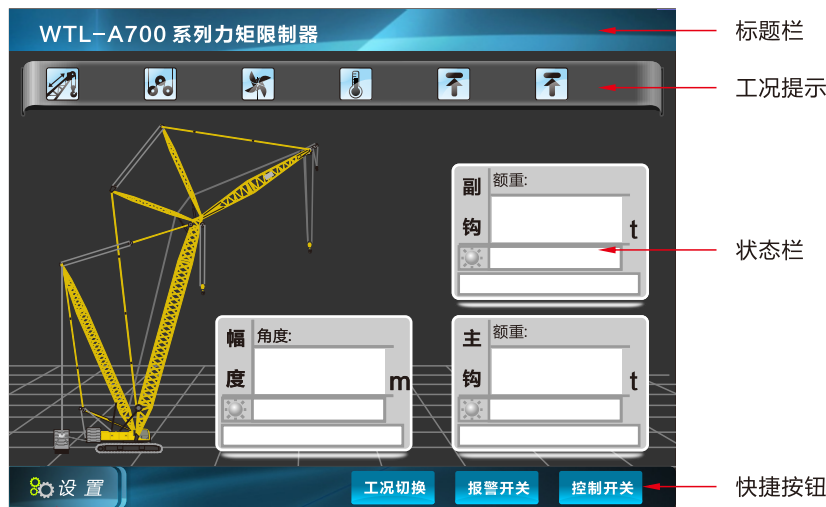 WTL-A700 系列力矩限制器
标题栏
工况提示
副钩
额重:
t
状态栏
幅度
角度:
m
主钩
额重:
t
设置
工况切换
报警开关
控制开关
快捷按钮